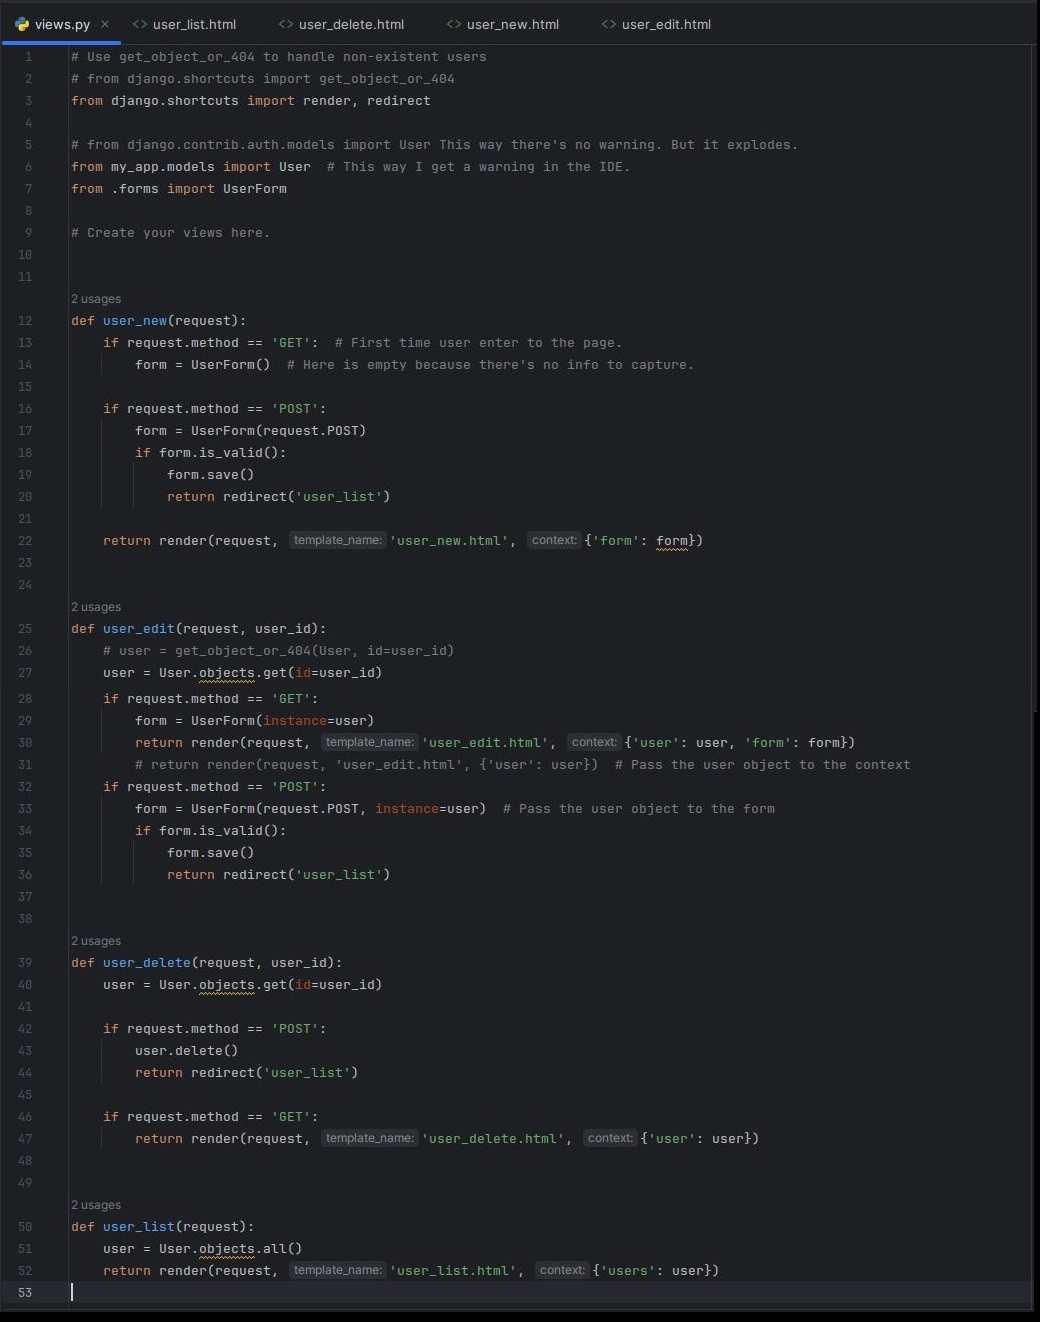 views.py × <> user_list.html <> user_delete.html <> user_new.html <> user_edit.html
1 # Use get_object_or_404 to handle non-existent users
2 # from django.shortcuts import get_object_or_404
3 from django.shortcuts import render, redirect
4
5 # from django.contrib.auth.models import User This way there's no warning. But it explodes.
6 from my_app.models import User  # This way I get a warning in the IDE.
7 from .forms import UserForm
8
9 # Create your views here.
10
11
2 usages
12 def user_new(request):
13     if request.method == 'GET':  # First time user enter to the page.
14         form = UserForm()  # Here is empty because there's no info to capture.
15
16     if request.method == 'POST':
17         form = UserForm(request.POST)
18         if form.is_valid():
19             form.save()
20             return redirect('user_list')
21
22     return render(request, template_name: 'user_new.html', context: {'form': form})
23
24
2 usages
25 def user_edit(request, user_id):
26     # user = get_object_or_404(User, id=user_id)
27     user = User.objects.get(id=user_id)
28     if request.method == 'GET':
29         form = UserForm(instance=user)
30         return render(request, template_name: 'user_edit.html', context: {'user': user, 'form': form})
31         # return render(request, 'user_edit.html', {'user': user})  # Pass the user object to the context
32     if request.method == 'POST':
33         form = UserForm(request.POST, instance=user)  # Pass the user object to the form
34         if form.is_valid():
35             form.save()
36             return redirect('user_list')
37
38
2 usages
39 def user_delete(request, user_id):
40     user = User.objects.get(id=user_id)
41
42     if request.method == 'POST':
43         user.delete()
44         return redirect('user_list')
45
46     if request.method == 'GET':
47         return render(request, template_name: 'user_delete.html', context: {'user': user})
48
49
2 usages
50 def user_list(request):
51     user = User.objects.all()
52     return render(request, template_name: 'user_list.html', context: {'users': user})
53